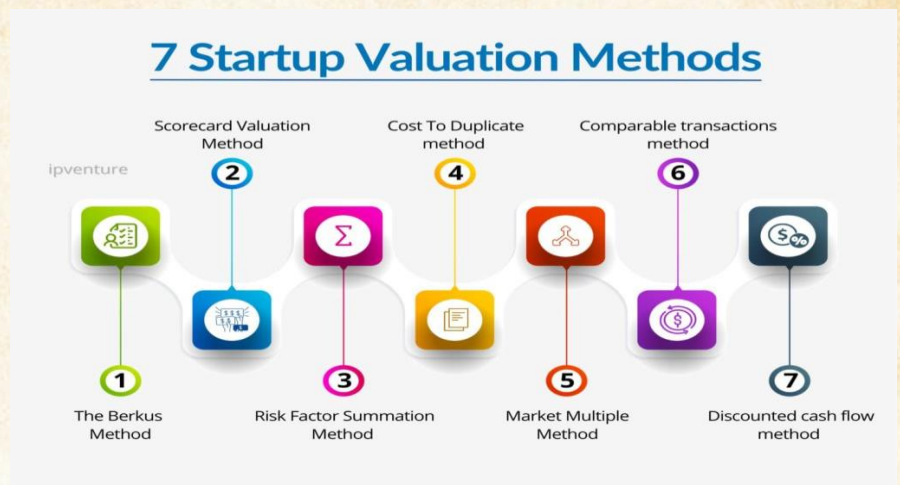 7 Startup Valuation Methods
ipventure
1
The Berkus
Method
Scorecard Valuation
Method
2
Σ
3
Risk Factor Summation
Method
Cost To Duplicate
method
4
5
Market Multiple
Method
Comparable transactions
method
6
$
$
%
7
Discounted cash flow
method